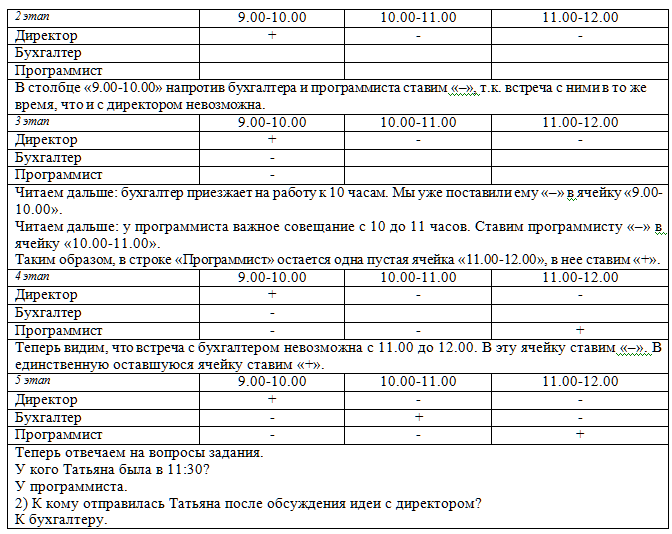 2 этап 9.00-10.00 10.00-11.00 11.00-12.00
Директор + - -
Бухгалтер
Программист
В столбце «9.00-10.00» напротив бухгалтера и программиста ставим «–», т.к. встреча с ними в то же
время, что и с директором невозможна.
3 этап 9.00-10.00 10.00-11.00 11.00-12.00
Директор + - -
Бухгалтер -
Программист -
Читаем дальше: бухгалтер приезжает на работу к 10 часам. Мы уже поставили ему «–» в ячейку «9.00-
10.00».
Читаем дальше: у программиста важное совещание с 10 до 11 часов. Ставим программисту «–» в
ячейку «10.00-11.00».
Таким образом, в строке «Программист» остается одна пустая ячейка «11.00-12.00», в нее ставим «+».
4 этап 9.00-10.00 10.00-11.00 11.00-12.00
Директор + - -
Бухгалтер -
Программист - - +
Теперь видим, что встреча с бухгалтером невозможна с 11.00 до 12.00. В эту ячейку ставим «–». В
единственную оставшуюся ячейку ставим «+».
5 этап 9.00-10.00 10.00-11.00 11.00-12.00
Директор + - -
Бухгалтер - + -
Программист - - +
Теперь отвечаем на вопросы задания.
У кого Татьяна была в 11:30?
У программиста.
2) К кому отправилась Татьяна после обсуждения идеи с директором?
К бухгалтеру.